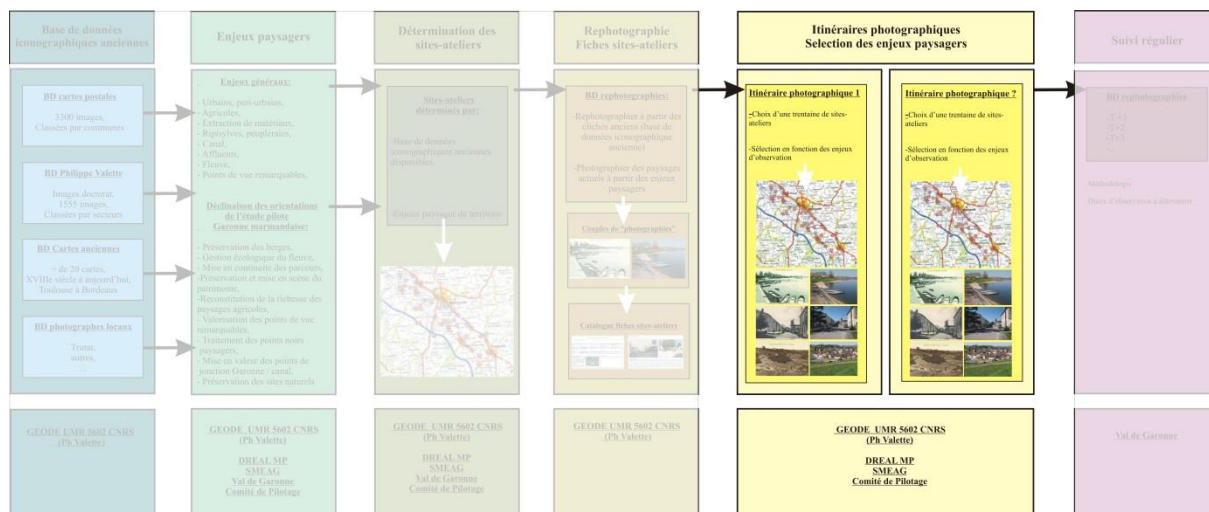 Base de données
iconographiques anciennes
BD cartes postales
3300 images,
Classées par communes
BD Philippe Valette
Images doctorat,
1555 images,
Classées par secteurs
BD Cartes anciennes
+ de 20 cartes,
XVIIIe siècle à aujourd'hui,
Toulouse à Bordeaux
BD photographes locaux
Trutat,
autres,
...
GEODE UMR 5602 CNRS
(Ph Valette)
Enjeux paysagers
Enjeux généraux:
- Urbains, peri-urbains,
- Agricoles,
- Extraction de matériaux,
- Ripisylves, peupleraies,
- Canal,
- Affluents,
- Fleuve,
- Points de vue remarquables,
Déclinaison des orientations
de l'étude pilote
Garonne marmandaise:
- Préservation des berges,
- Gestion écologique du fleuve,
- Mise en continuité des parcours,
-Préservation et mise en scène du
patrimoine,
-Reconstitution de la richesse des
paysages agricoles,
- Valorisation des points de vue
remarquables,
- Traitement des points noirs
paysagers,
- Mise en valeur des points de
jonction Garonne / canal,
- Préservation des sites naturels
GEODE UMR 5602 CNRS
(Ph Valette)
DREAL MP
SMEAG
Val de Garonne
Comité de Pilotage
Détermination des
sites-ateliers
Sites-ateliers
déterminés par:
-Base de données
iconographiques anciennes
disponibles.
-Enjeux paysager du territoire
GEODE UMR 5602 CNRS
(Ph Valette)
DREAL MP
SMEAG
Val de Garonne
Comité de Pilotage
Rephotographie
Fiches sites-ateliers
BD rephotographies:
-Rephotographier à partir des
clichés anciens (base de
données iconographique
ancienne)
-Photographier des paysages
actuels à partir des enjeux
paysagers
Couples de "photographies"
Catalogue fiches sites-ateliers
GEODE UMR 5602 CNRS
(Ph Valette)
Itinéraires photographiques
Selection des enjeux paysagers
Itinéraire photographique 1
-Choix d'une trentaine de sites-
ateliers
-Sélection en fonction des enjeux
d'observation
Itinéraire photographique ?
-Choix d'une trentaine de sites-
ateliers
-Sélection en fonction des enjeux
d'observation
GEODE UMR 5602 CNRS
(Ph Valette)
DREAL MP
SMEAG
Val de Garonne
Comité de Pilotage
Suivi régulier
BD rephotographies
-T+1
-T+2
-T+3
-...
Méthodologie
Dates d'observation à déterminer
Val de Garonne